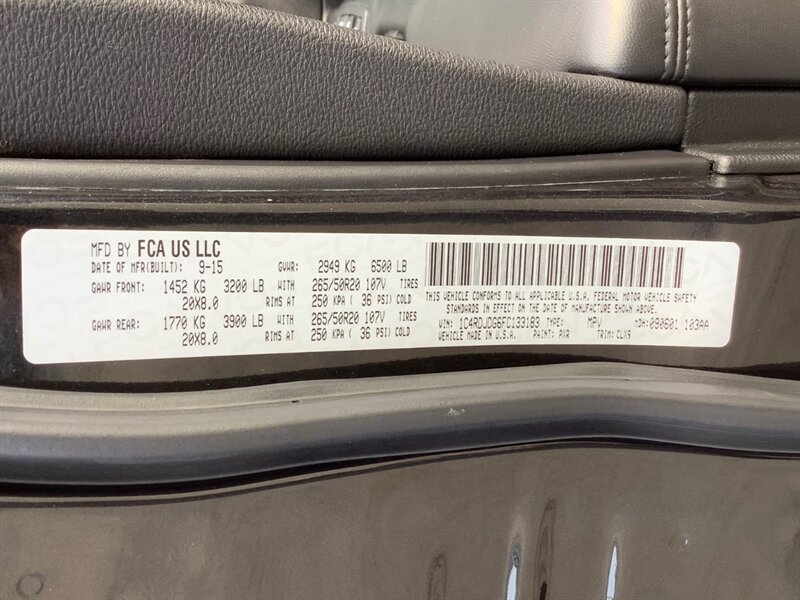 MFD BY FCA US LLC
DATE OF MFR(BUILT): 9-15 GVWR: 2949 KG 6500 LB
GAWR FRONT: 1452 KG 3200 LB WITH 265/50R20 107V TIRES
20X8.0 RIMS AT 250 KPA ( 36 PSI) COLD
GAWR REAR: 1770 KG 3900 LB WITH 265/50R20 107V TIRES
20X8.0 RIMS AT 250 KPA ( 36 PSI) COLD
THIS VEHICLE CONFORMS TO ALL APPLICABLE U.S.A. FEDERAL MOTOR VEHICLE SAFETY
STANDARDS IN EFFECT ON THE DATE OF MANUFACTURE SHOWN ABOVE.
VIN: 1C4RDJDG6FC133183 TYPE: MPV MDH: 090601 103AA
VEHICLE MADE IN U.S.A. PAINT: PXR TRIM: CLX9